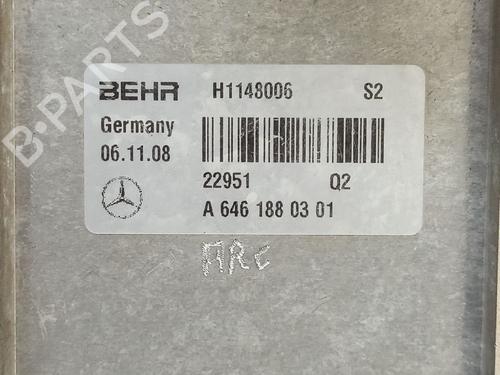 B-PARTS
BEHR H1148006 S2
Germany
06.11.08
22951 Q2
A 646 188 03 01
ARC